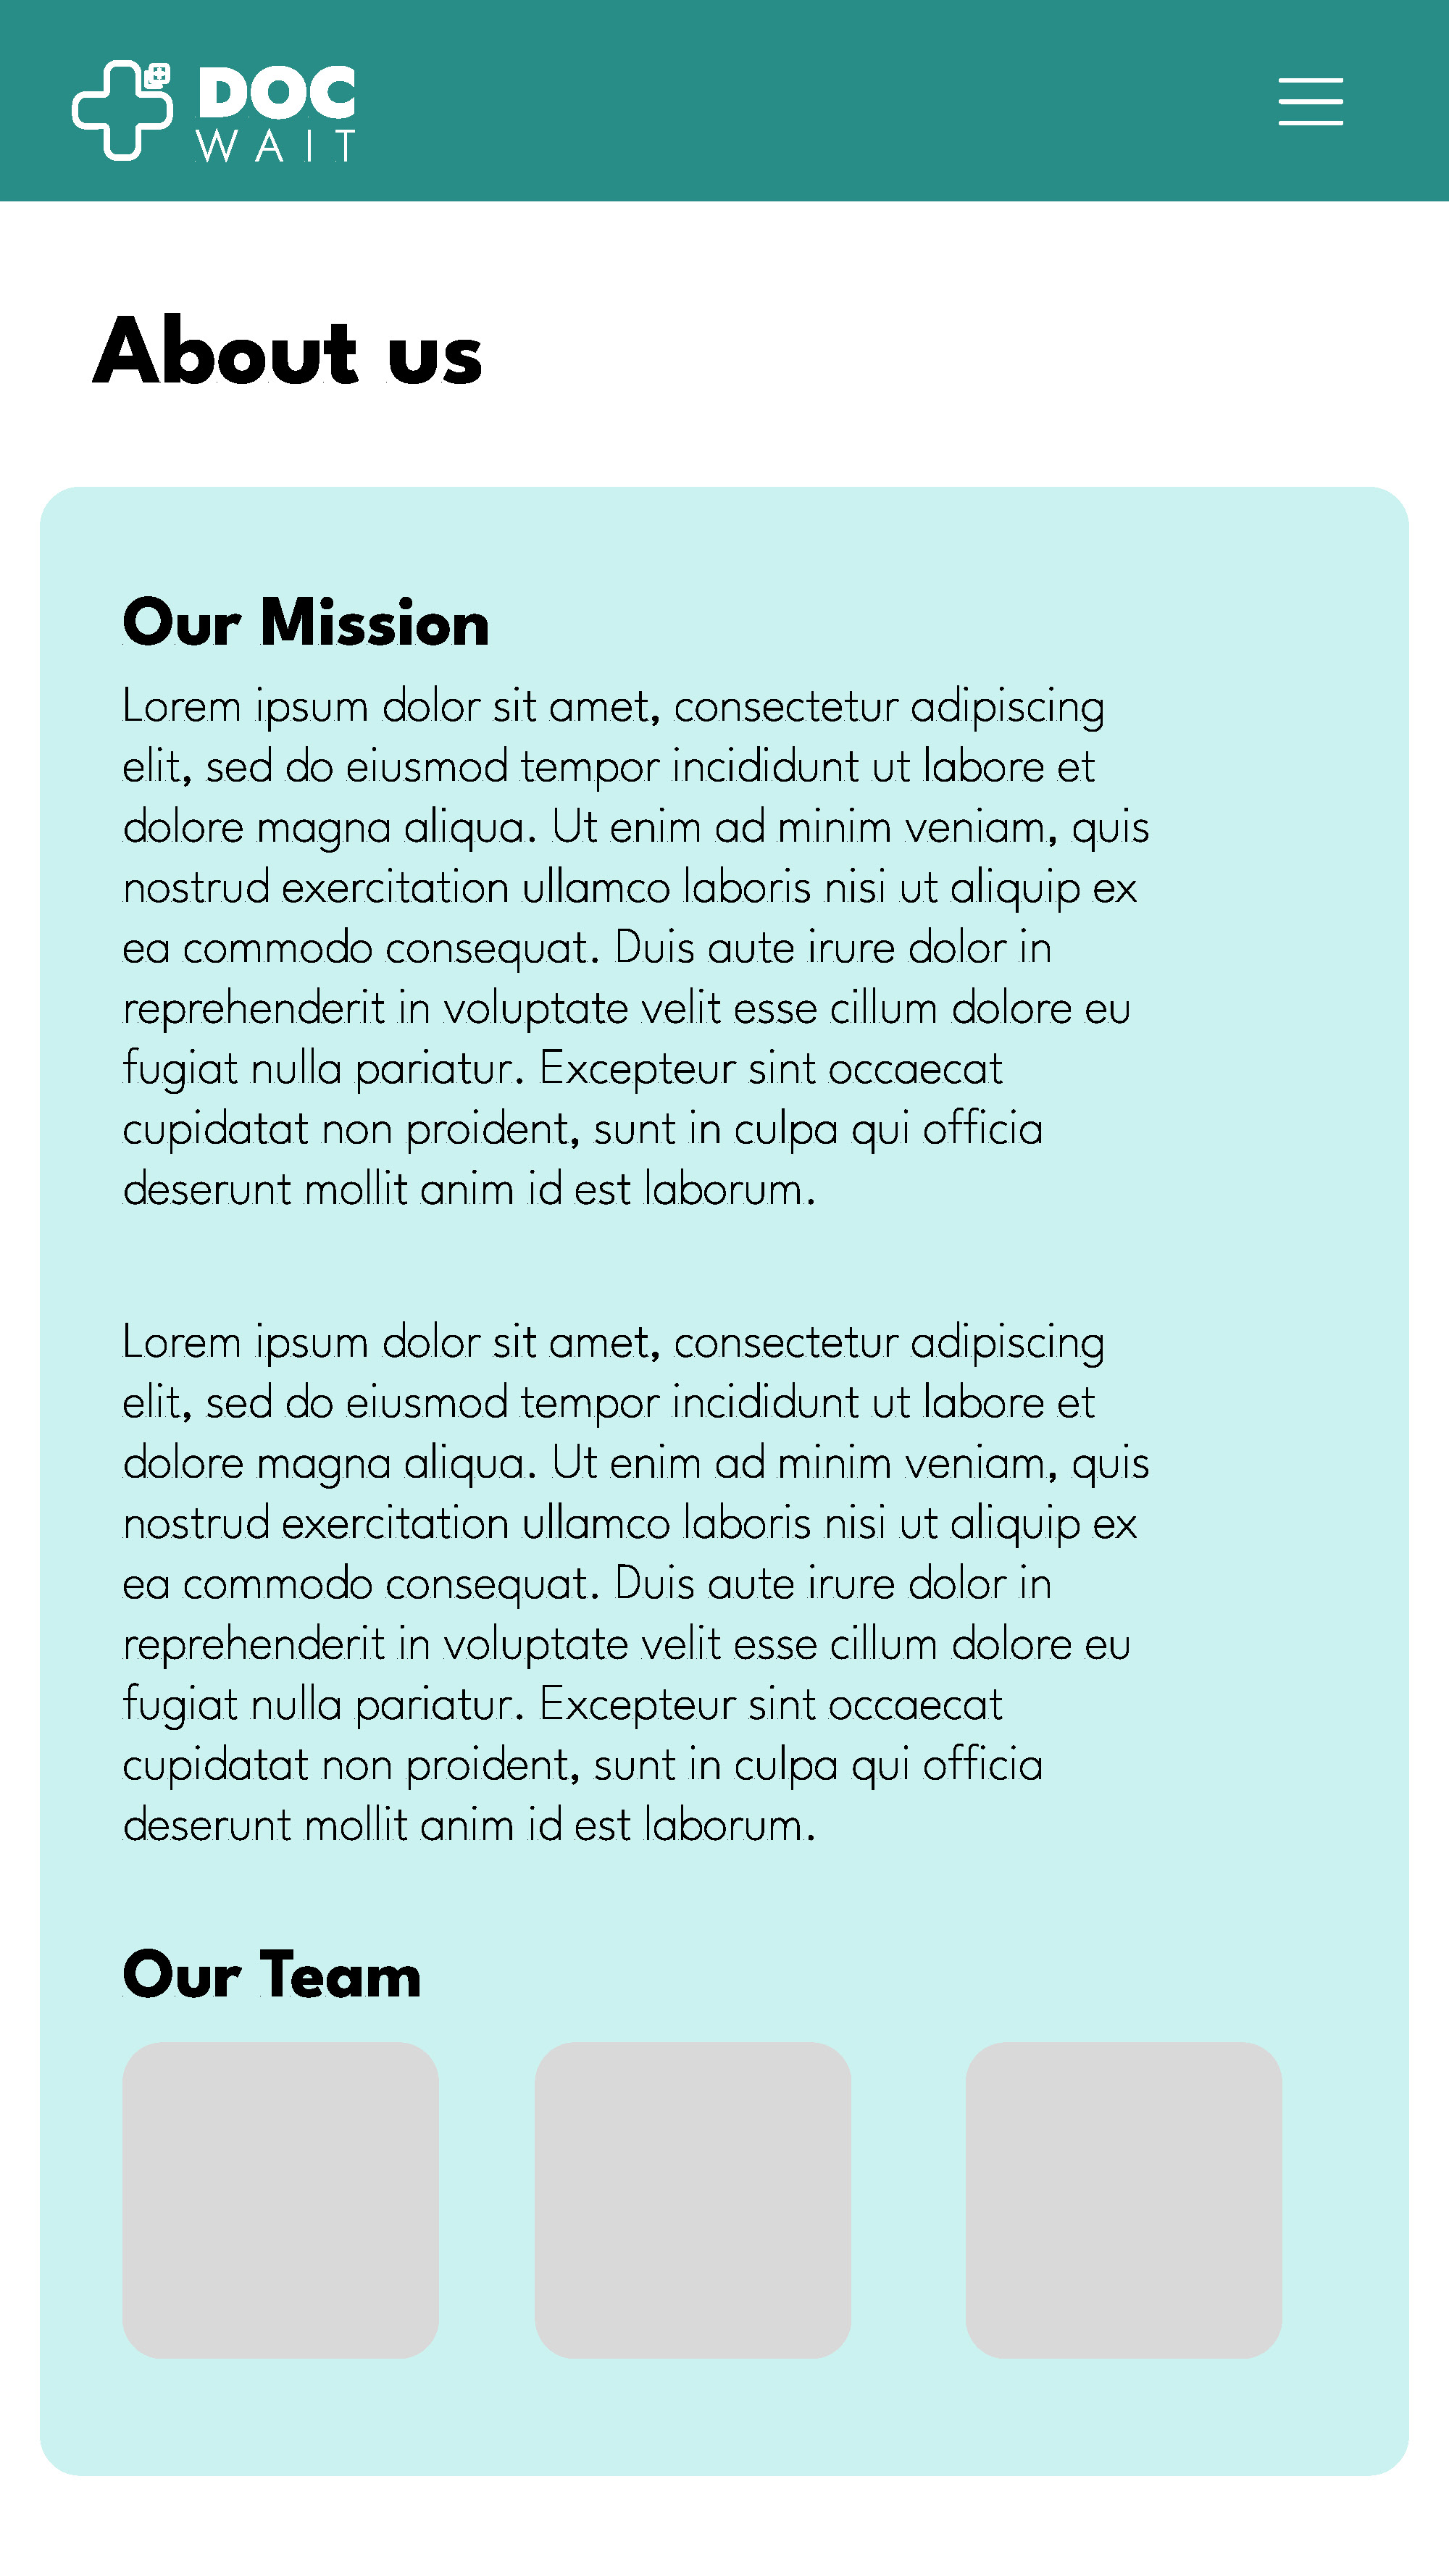 DOC
WAIT
About us
Our Mission
Lorem ipsum dolor sit amet, consectetur adipiscing
elit, sed do eiusmod tempor incididunt ut labore et
dolore magna aliqua. Ut enim ad minim veniam, quis
nostrud exercitation ullamco laboris nisi ut aliquip ex
ea commodo consequat. Duis aute irure dolor in
reprehenderit in voluptate velit esse cillum dolore eu
fugiat nulla pariatur. Excepteur sint occaecat
cupidatat non proident, sunt in culpa qui officia
deserunt mollit anim id est laborum.
Lorem ipsum dolor sit amet, consectetur adipiscing
elit, sed do eiusmod tempor incididunt ut labore et
dolore magna aliqua. Ut enim ad minim veniam, quis
nostrud exercitation ullamco laboris nisi ut aliquip ex
ea commodo consequat. Duis aute irure dolor in
reprehenderit in voluptate velit esse cillum dolore eu
fugiat nulla pariatur. Excepteur sint occaecat
cupidatat non proident, sunt in culpa qui officia
deserunt mollit anim id est laborum.
Our Team